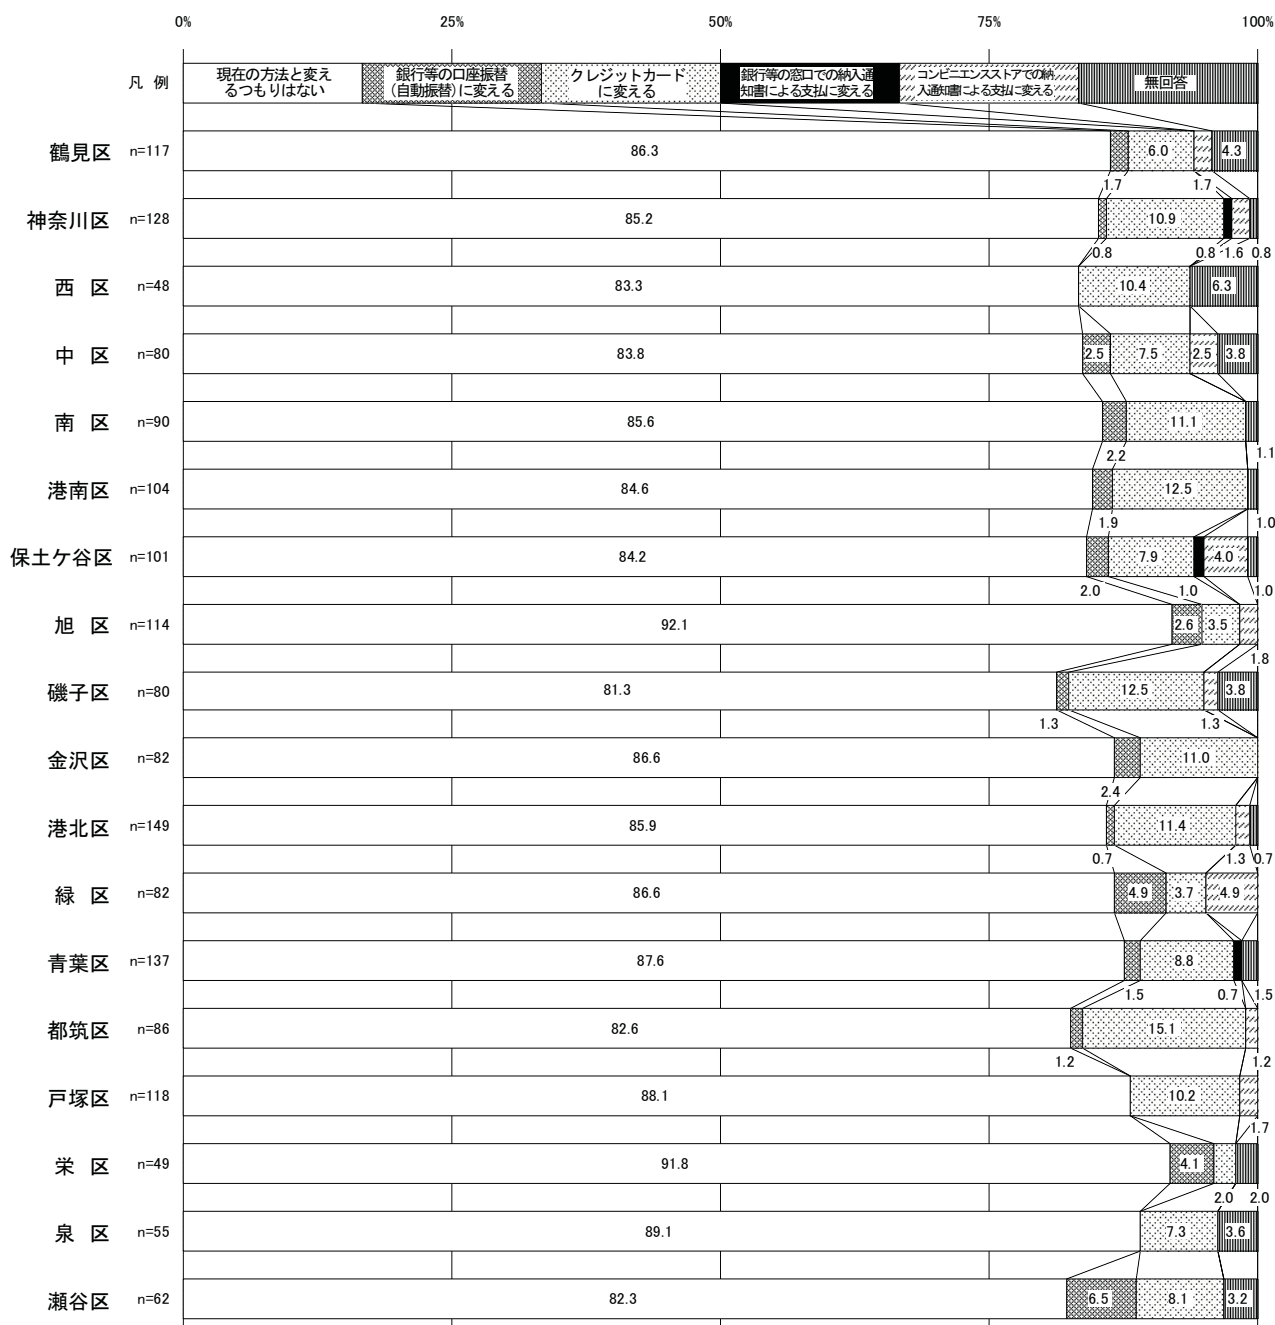 0% 25% 50% 75% 100%
凡 例
現在の方法と変え
るつもりはない
銀行等の口座振替
(自動振替)に変える
クレジットカード
に変える
銀行等の窓口での納入通
知書による支払に変える
コンビニエンスストアでの納
入通知書による支払に変える
無回答
鶴見区 n=117 86.3 6.0 4.3
1.7 1.7
神奈川区 n=128 85.2 10.9
0.8 0.8 1.6 0.8
西 区 n=48 83.3 10.4 6.3
中 区 n=80 83.8 2.5 7.5 2.5 3.8
南 区 n=90 85.6 11.1
2.2 1.1
港南区 n=104 84.6 12.5
1.9 1.0
保土ケ谷区 n=101 84.2 7.9 4.0
2.0 1.0 1.0
旭 区 n=114 92.1 2.6 3.5
1.8
磯子区 n=80 81.3 12.5 3.8
1.3 1.3
金沢区 n=82 86.6 11.0
2.4
港北区 n=149 85.9 11.4
0.7 1.3 0.7
緑 区 n=82 86.6 4.9 3.7 4.9
青葉区 n=137 87.6 8.8
1.5 0.7 1.5
都筑区 n=86 82.6 15.1
1.2 1.2
戸塚区 n=118 88.1 10.2
1.7
栄 区 n=49 91.8 4.1
2.0 2.0
泉 区 n=55 89.1 7.3 3.6
瀬谷区 n=62 82.3 6.5 8.1 3.2